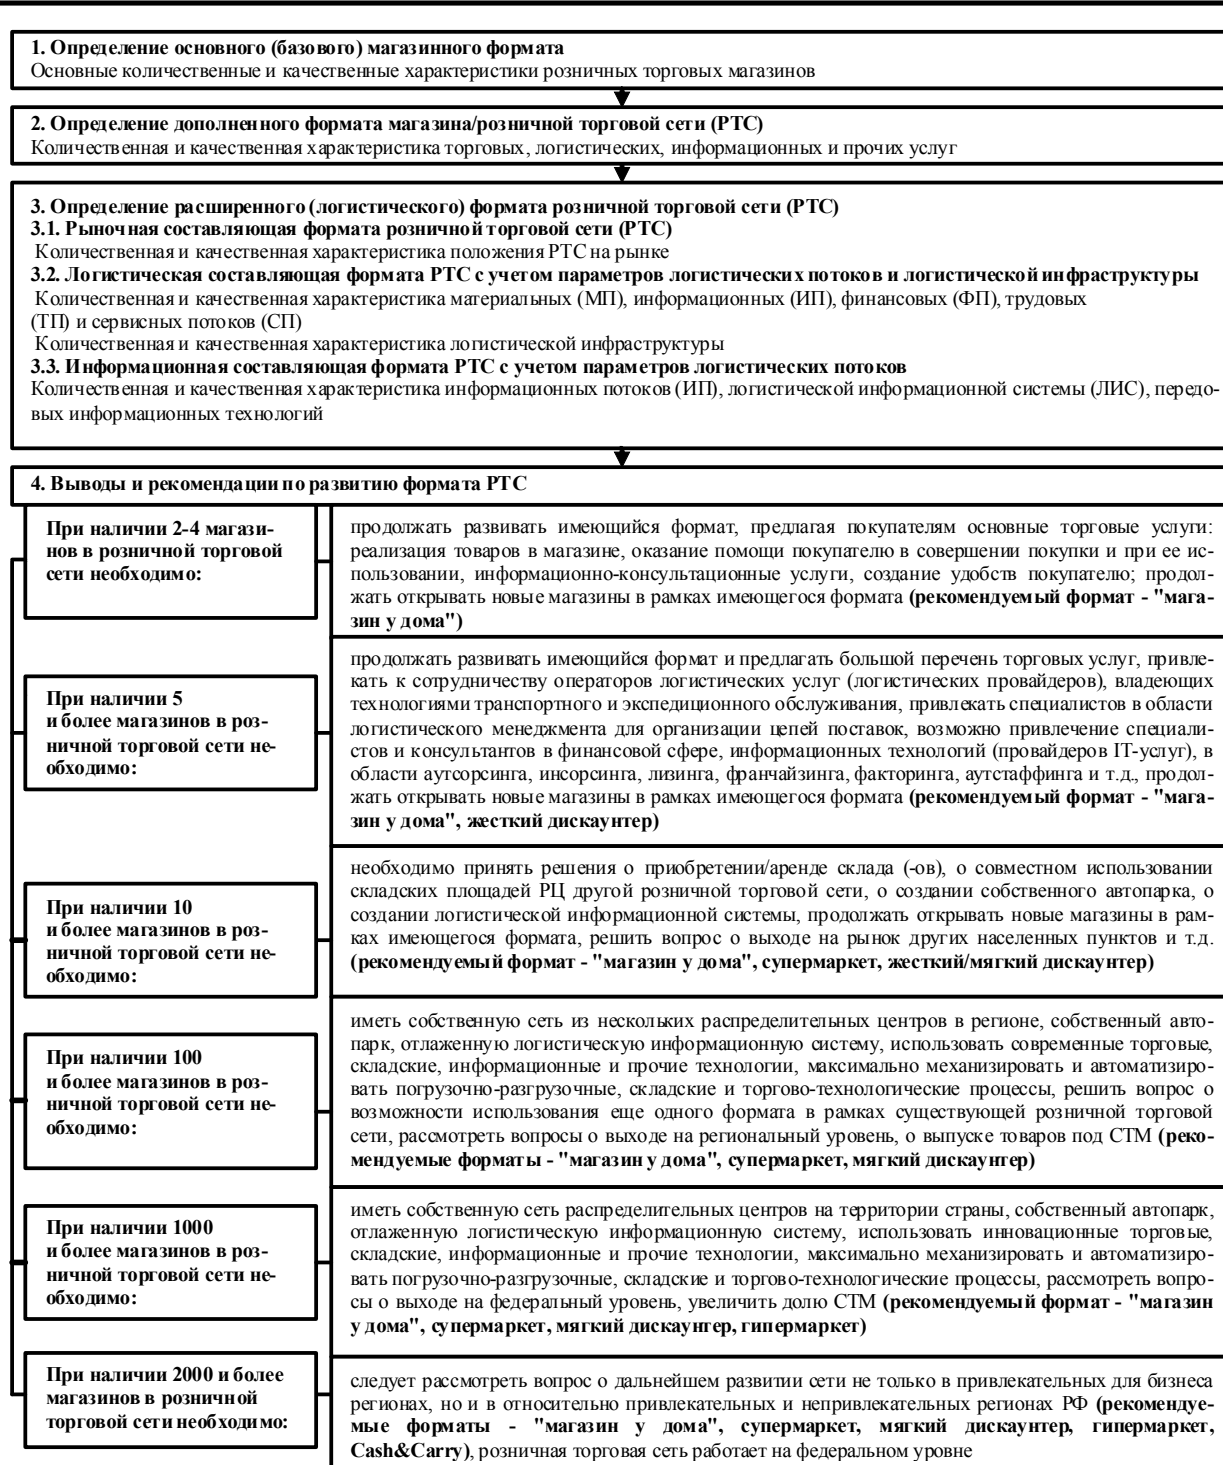 1. Определение основного (базового) магазинного формата
Основные количественные и качественные характеристики розничных торговых магазинов
2. Определение дополненного формата магазина/розничной торговой сети (РТС)
Количественная и качественная характеристика торговых, логистических, информационных и прочих услуг
3. Определение расширенного (логистического) формата розничной торговой сети (РТС)
3.1. Рыночная составляющая формата розничной торговой сети (РТС)
Количественная и качественная характеристика положения РТС на рынке
3.2. Логистическая составляющая формата РТС с учетом параметров логистических потоков и логистической инфраструктуры
Количественная и качественная характеристика материальных (МП), информационных (ИП), финансовых (ФП), трудовых
(ТП) и сервисных потоков (СП)
Количественная и качественная характеристика логистической инфраструктуры
3.3. Информационная составляющая формата РТС с учетом параметров логистических потоков
Количественная и качественная характеристика информационных потоков (ИП), логистической информационной системы (ЛИС), передо-
вых информационных технологий
4. Выводы и рекомендации по развитию формата РТС
При наличии 2-4 магази-
нов в розничной торговой
сети необходимо:
продолжать развивать имеющийся формат, предлагая покупателям основные торговые услуги:
реализация товаров в магазине, оказание помощи покупателю в совершении покупки и при ее ис-
пользовании, информационно-консультационные услуги, создание удобств покупателю; продол-
жать открывать новые магазины в рамках имеющегося формата (рекомендуемый формат - "мага-
зин у дома")
При наличии 5
и более магазинов в роз-
ничной торговой сети не-
обходимо:
продолжать развивать имеющийся формат и предлагать большой перечень торговых услуг, привле-
кать к сотрудничеству операторов логистических услуг (логистических провайдеров), владеющих
технологиями транспортного и экспедиционного обслуживания, привлекать специалистов в области
логистического менеджмента для организации цепей поставок, возможно привлечение специали-
стов и консультантов в финансовой сфере, информационных технологий (провайдеров IT-услуг), в
области аутсорсинга, инсорсинга, лизинга, франчайзинга, факторинга, аутстаффинга и т.д., продол-
жать открывать новые магазины в рамках имеющегося формата (рекомендуемый формат - "мага-
зин у дома", жесткий дискаунтер)
При наличии 10
и более магазинов в роз-
ничной торговой сети не-
обходимо:
необходимо принять решения о приобретении/аренде склада (-ов), о совместном использовании
складских площадей РЦ другой розничной торговой сети, о создании собственного автопарка, о
создании логистической информационной системы, продолжать открывать новые магазины в рам-
ках имеющегося формата, решить вопрос о выходе на рынок других населенных пунктов и т.д.
(рекомендуемый формат - "магазин у дома", супермаркет, жесткий/мягкий дискаунтер)
При наличии 100
и более магазинов в роз-
ничной торговой сети не-
обходимо:
иметь собственную сеть из нескольких распределительных центров в регионе, собственный авто-
парк, отлаженную логистическую информационную систему, использовать современные торговые,
складские, информационные и прочие технологии, максимально механизировать и автоматизиро-
вать погрузочно-разгрузочные, складские и торгово-технологические процессы, решить вопрос о
возможности использования еще одного формата в рамках существующей розничной торговой
сети, рассмотреть вопросы о выходе на региональный уровень, о выпуске товаров под СТМ (реко-
мендуемые форматы - "магазин у дома", супермаркет, мягкий дискаунтер)
При наличии 1000
и более магазинов в роз-
ничной торговой сети не-
обходимо:
иметь собственную сеть распределительных центров на территории страны, собственный автопарк,
отлаженную логистическую информационную систему, использовать инновационные торговые,
складские, информационные и прочие технологии, максимально механизировать и автоматизиро-
вать погрузочно-разгрузочные, складские и торгово-технологические процессы, рассмотреть вопро-
сы о выходе на федеральный уровень, увеличить долю СТМ (рекомендуемый формат - "магазин
у дома", супермаркет, мягкий дискаунтер, гипермаркет)
При наличии 2000 и более
магазинов в розничной
торговой сети необходимо:
следует рассмотреть вопрос о дальнейшем развитии сети не только в привлекательных для бизнеса
регионах, но и в относительно привлекательных и непривлекательных регионах РФ (рекомендуе-
мые форматы - "магазин у дома", супермаркет, мягкий дискаунтер, гипермаркет,
Cash&Carry), розничная торговая сеть работает на федеральном уровне